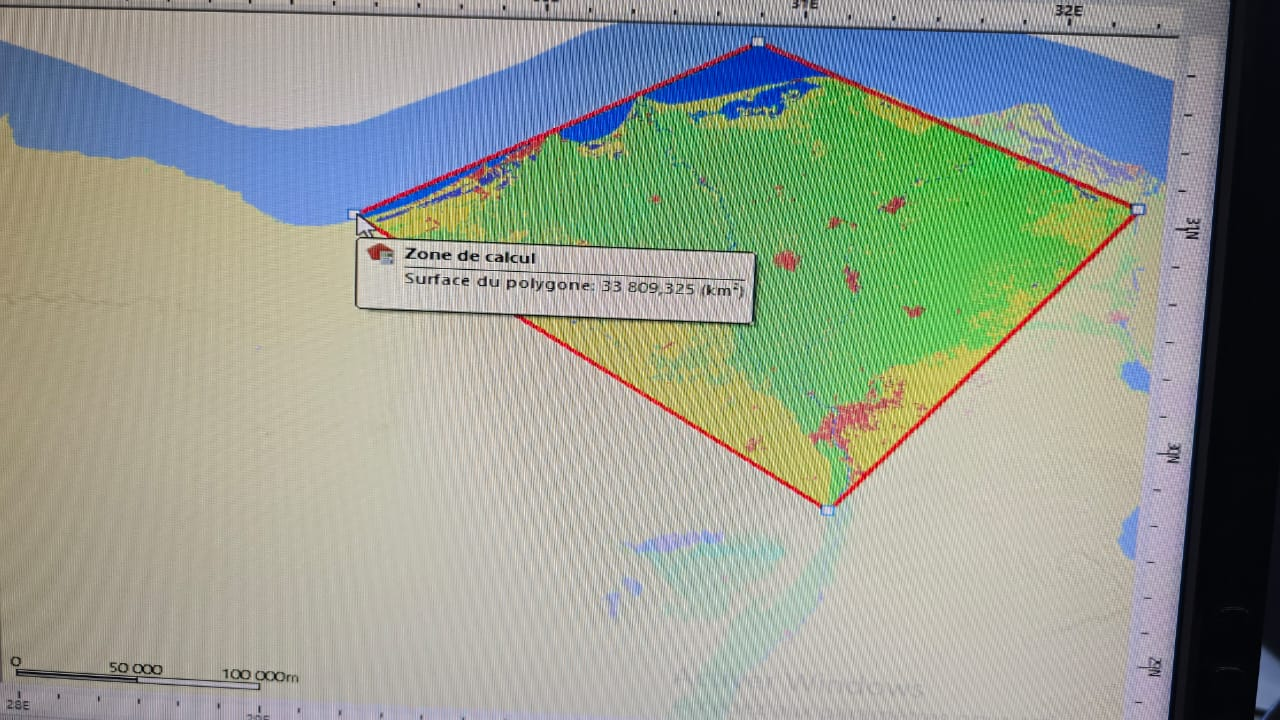 31E
32E
Zone de calcul
Surface du polygone: 33 809,325 (km²)
31N
30N
0 50 000 100 000m
28E
Windows